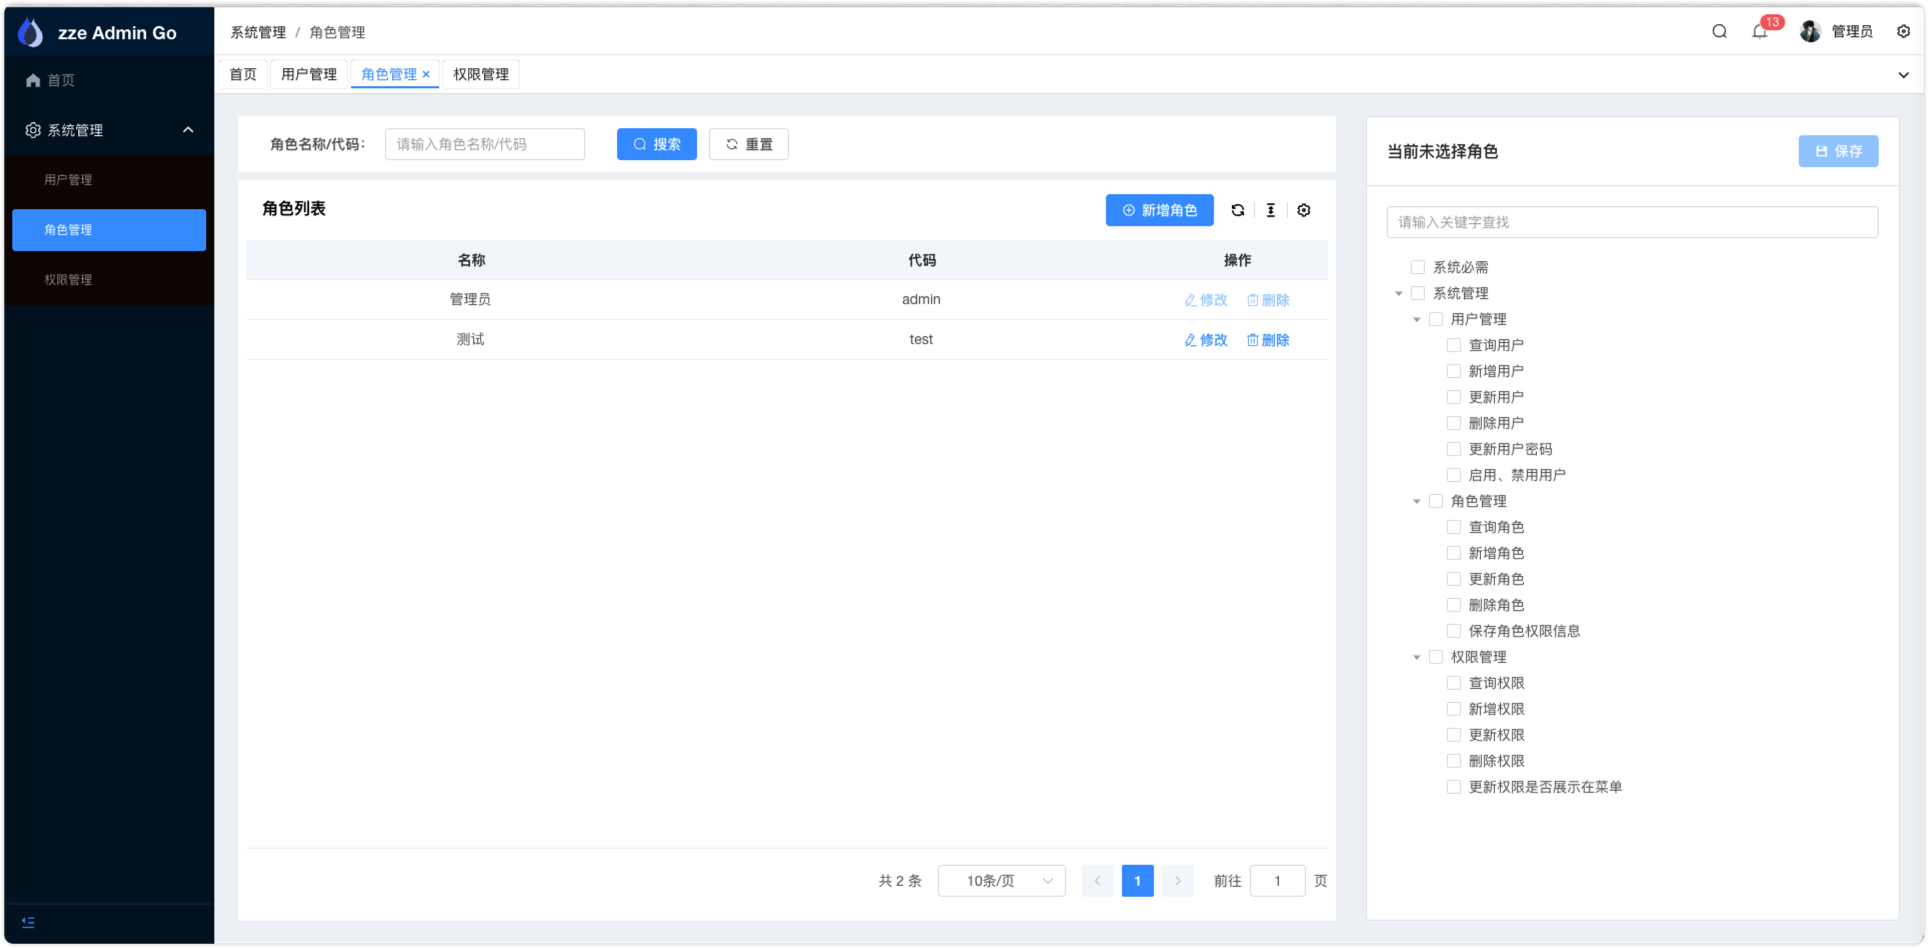 zze Admin Go
首页
系统管理
用户管理
角色管理
权限管理
系统管理 / 角色管理
13
管理员
首页 用户管理 角色管理 × 权限管理
角色名称/代码: 请输入角色名称/代码 搜索 重置
角色列表 新增角色
名称 代码 操作
管理员 admin 修改 删除
测试 test 修改 删除
共 2 条 10条/页 1 前往 1 页
当前未选择角色 保存
请输入关键字查找
系统必需
系统管理
用户管理
查询用户
新增用户
更新用户
删除用户
更新用户密码
启用、禁用用户
角色管理
查询角色
新增角色
更新角色
删除角色
保存角色权限信息
权限管理
查询权限
新增权限
更新权限
删除权限
更新权限是否展示在菜单